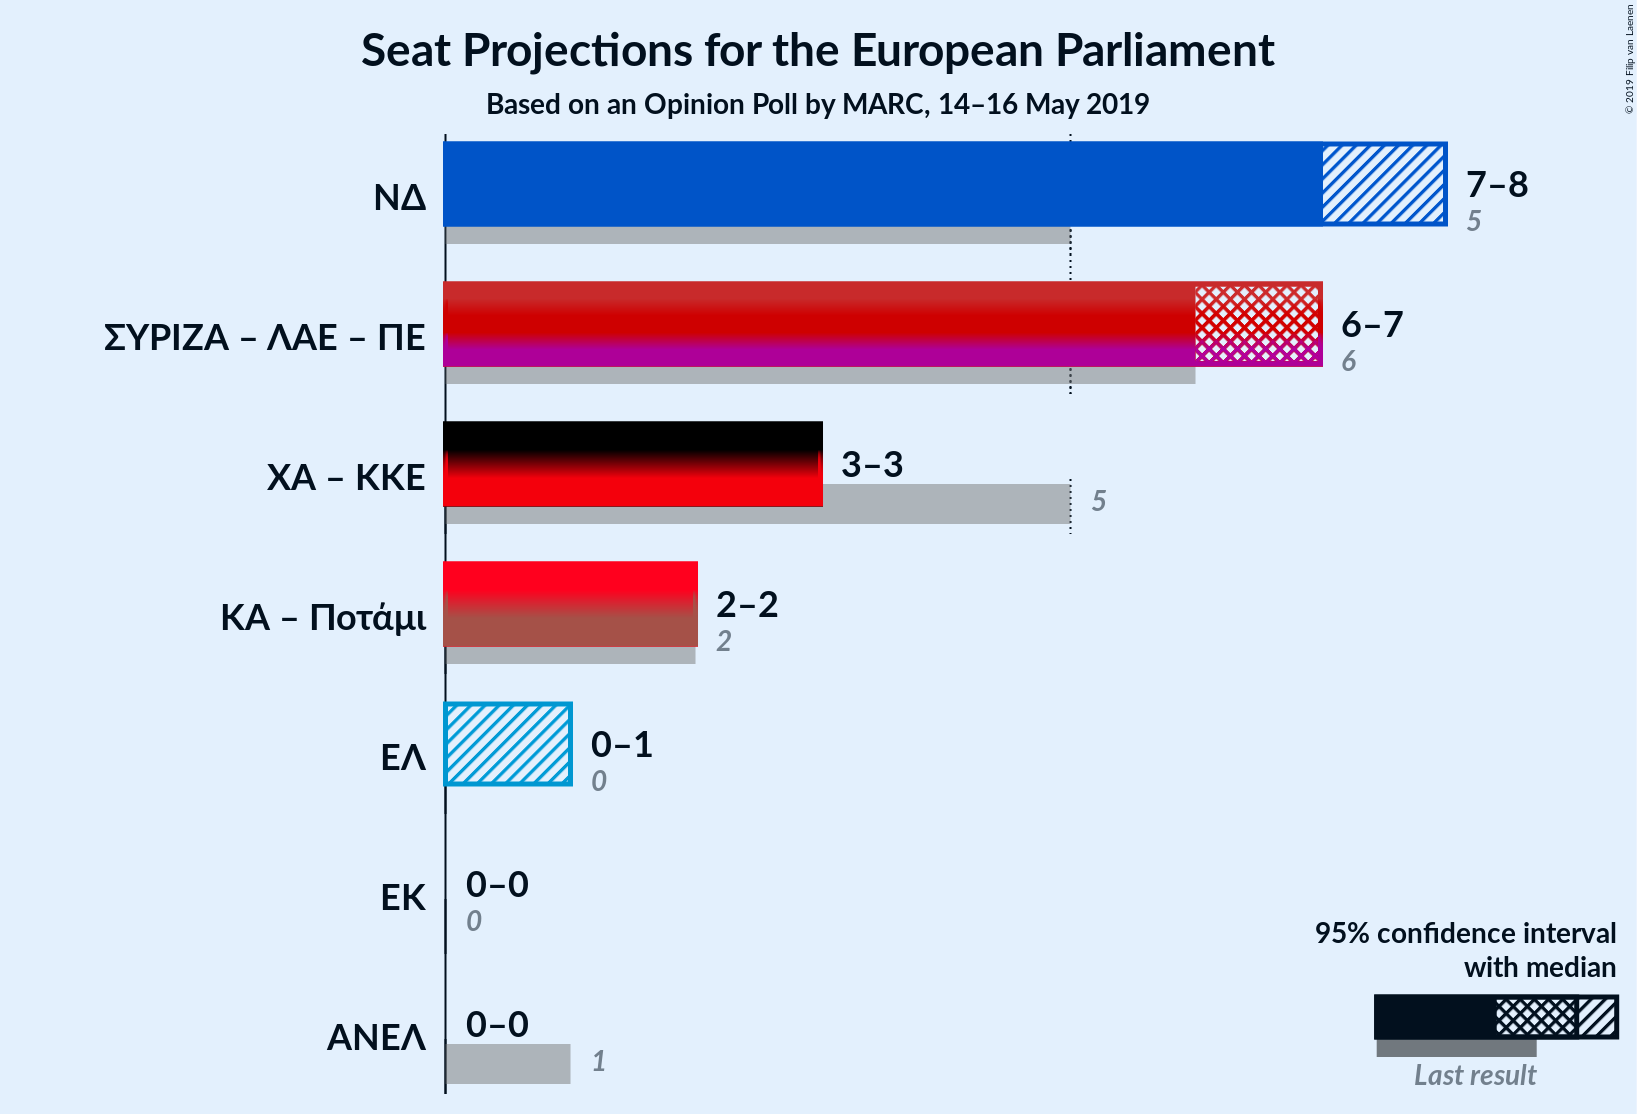 Seat Projections for the European Parliament
Based on an Opinion Poll by MARC, 14–16 May 2019
© 2019 Filip van Laenen
ΝΔ
7–8
5
ΣΥΡΙΖΑ – ΛΑΕ – ΠΕ
6–7
6
ΧΑ – ΚΚΕ
3–3
5
ΚΑ – Ποτάμι
2–2
2
ΕΛ
0–1
0
ΕΚ
0–0
0
ΑΝΕΛ
0–0
1
95% confidence interval
with median
Last result